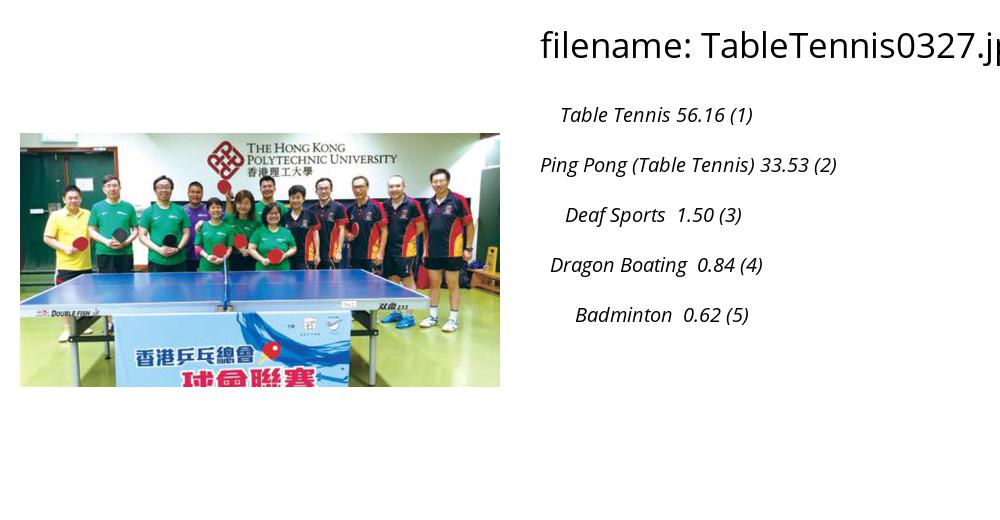 filename: TableTennis0327.jp
Table Tennis 56.16 (1)
Ping Pong (Table Tennis) 33.53 (2)
Deaf Sports 1.50 (3)
Dragon Boating 0.84 (4)
Badminton 0.62 (5)
THE HONG KONG
POLYTECHNIC UNIVERSITY
香港理工大學
DOUBLE FISH
双鱼 233
香港乒乓總會
球會聯賽